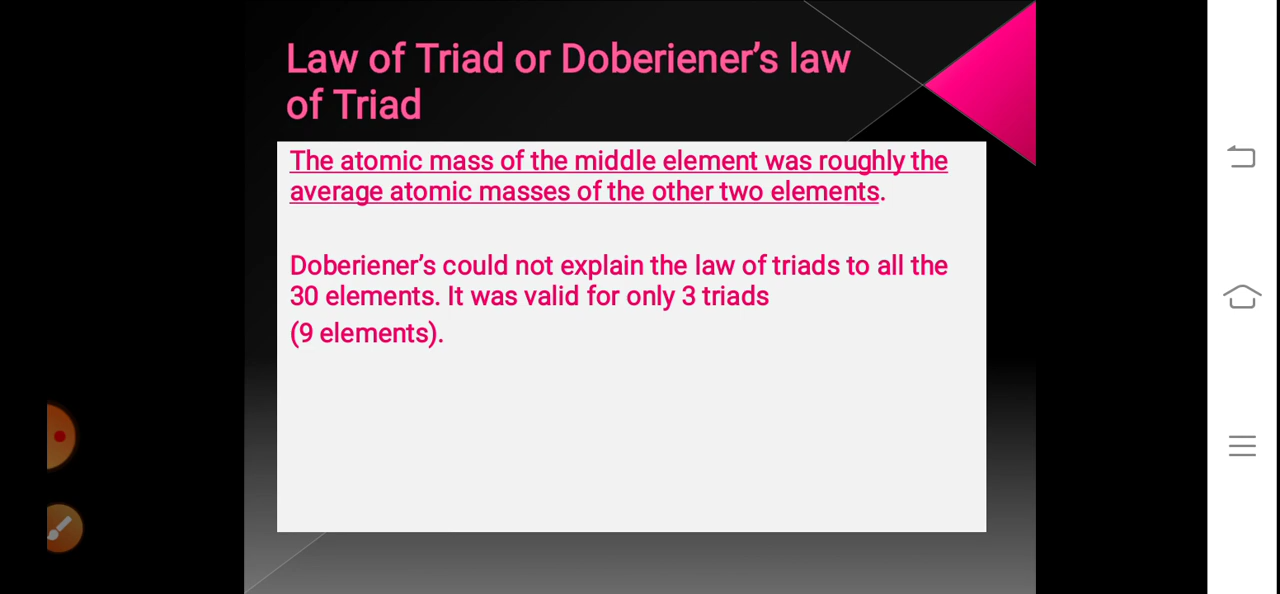 Law of Triad or Doberiener’s law
of Triad
The atomic mass of the middle element was roughly the
average atomic masses of the other two elements.
Doberiener’s could not explain the law of triads to all the
30 elements. It was valid for only 3 triads
(9 elements).